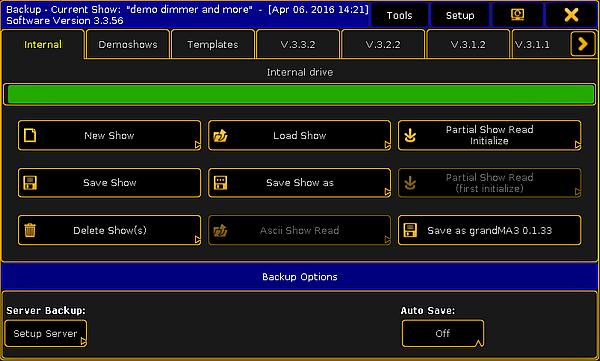 Backup - Current Show: "demo dimmer and more" - [Apr 06. 2016 14:21]
Software Version 3.3.56
Tools
Setup
Internal
Demoshows
Templates
V.3.3.2
V.3.2.2
V.3.1.2
V.3.1.1
Internal drive
New Show
Load Show
Partial Show Read
Initialize
Save Show
Save Show as
Partial Show Read
(first initialize)
Delete Show(s)
Ascii Show Read
Save as grandMA3 0.1.33
Backup Options
Server Backup:
Auto Save:
Setup Server
Off